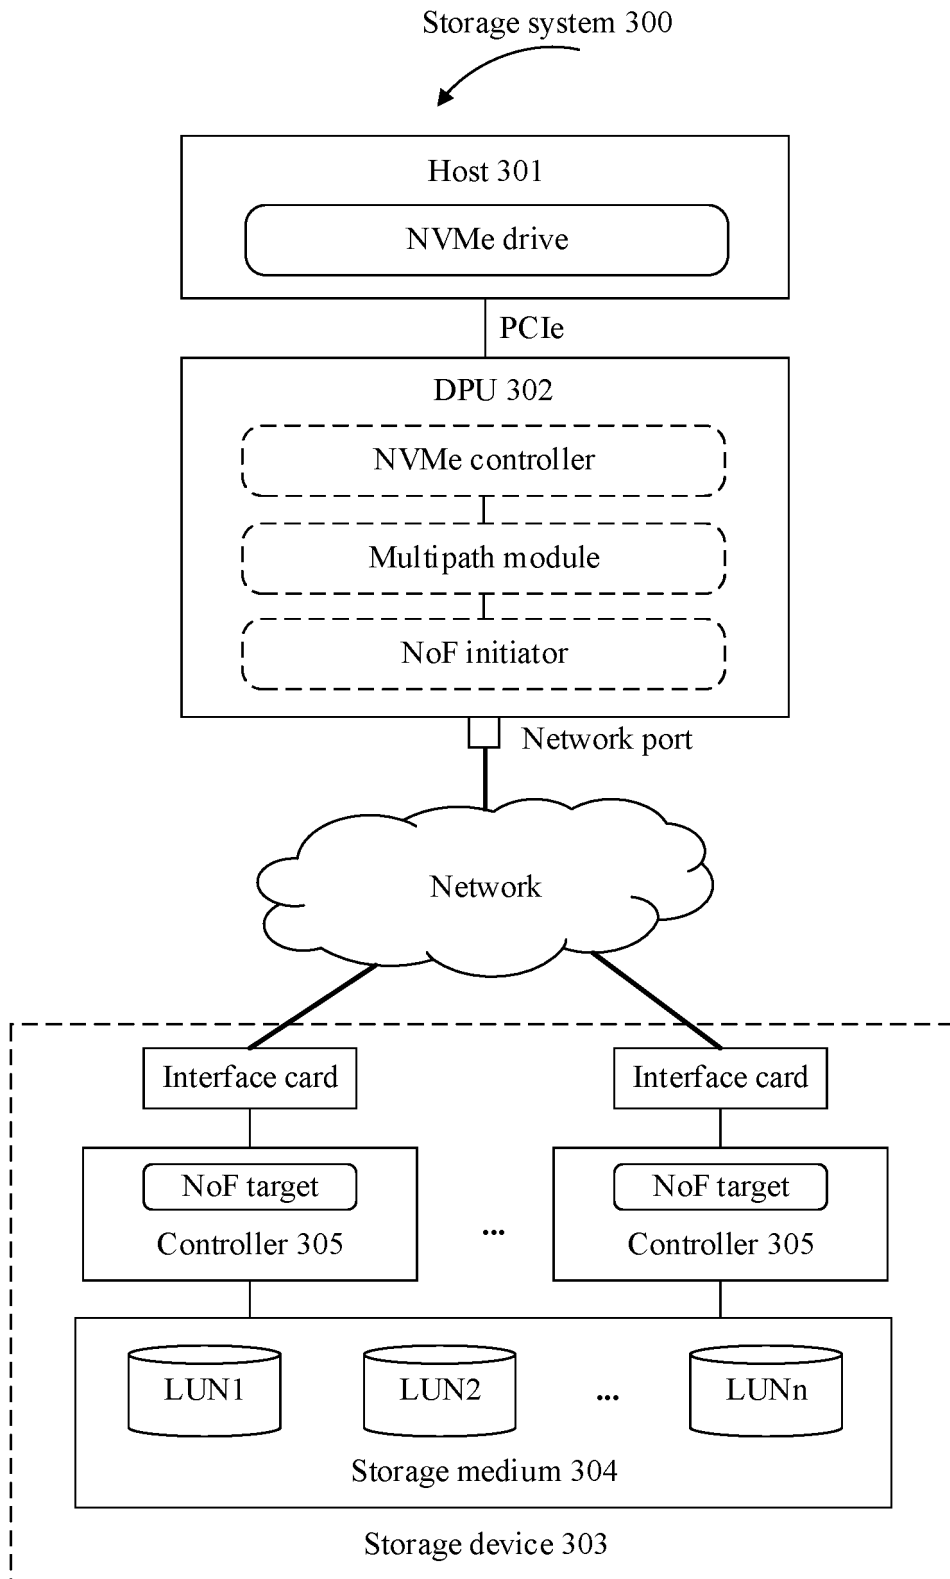 Storage system 300
Host 301
NVMe drive
PCIe
DPU 302
NVMe controller
Multipath module
NoF initiator
Network port
Network
Interface card
Interface card
NoF target
NoF target
Controller 305
...
Controller 305
LUN1
LUN2
...
LUNn
Storage medium 304
Storage device 303